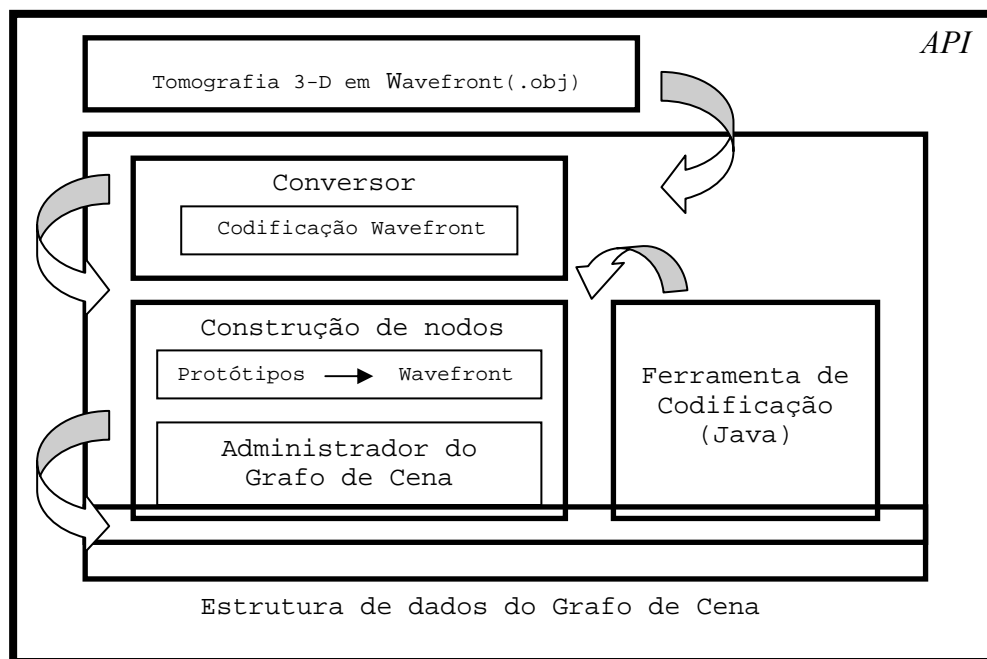 API
Tomografia 3-D em Wavefront(.obj)
Conversor
Codificação Wavefront
Construção de nodos
Protótipos Wavefront
Administrador do
Grafo de Cena
Ferramenta de
Codificação
(Java)
Estrutura de dados do Grafo de Cena